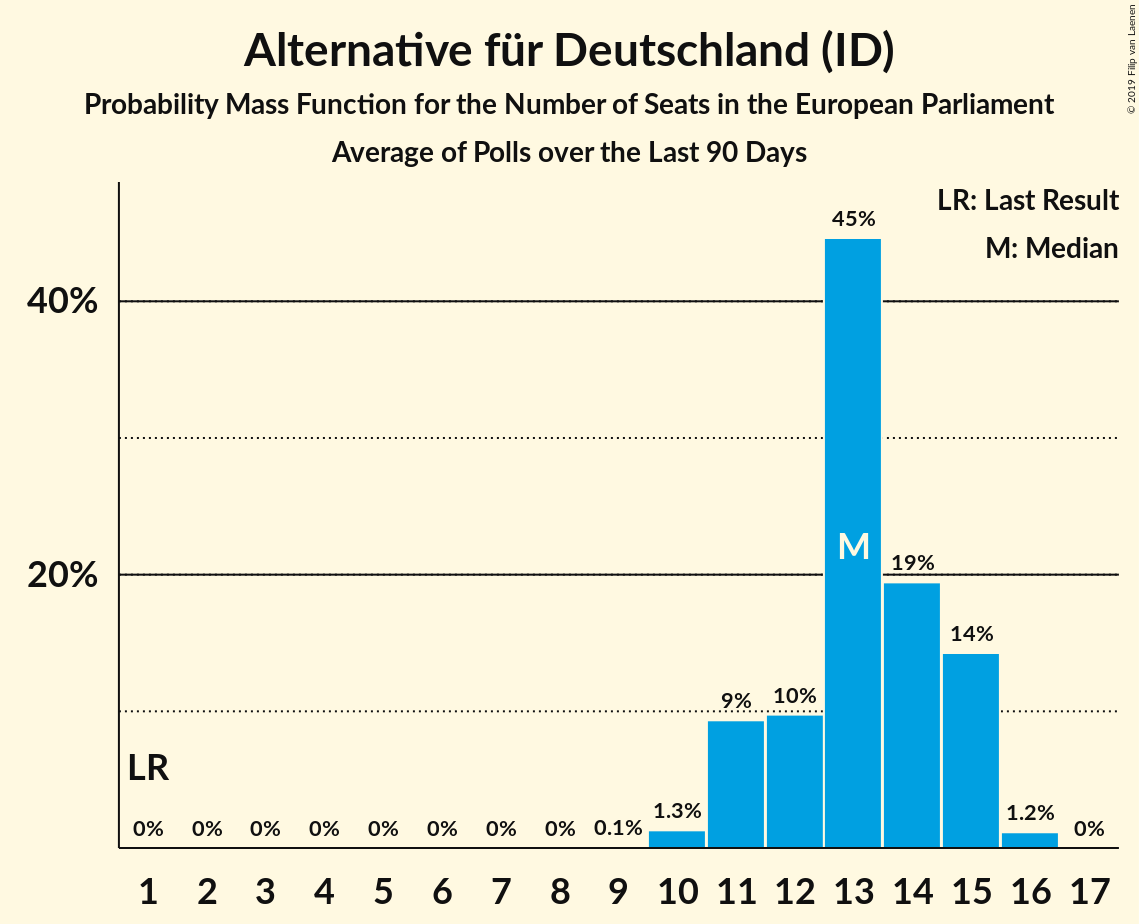 Alternative für Deutschland (ID)
Probability Mass Function for the Number of Seats in the European Parliament
Average of Polls over the Last 90 Days
© 2019 Filip van Laenen
LR: Last Result
M: Median
45%
40%
M
19%
20%
14%
9%
10%
LR
0%
0%
0%
0%
0%
0%
0%
0%
0.1%
1.3%
1.2%
0%
1 2 3 4 5 6 7 8 9 10 11 12 13 14 15 16 17